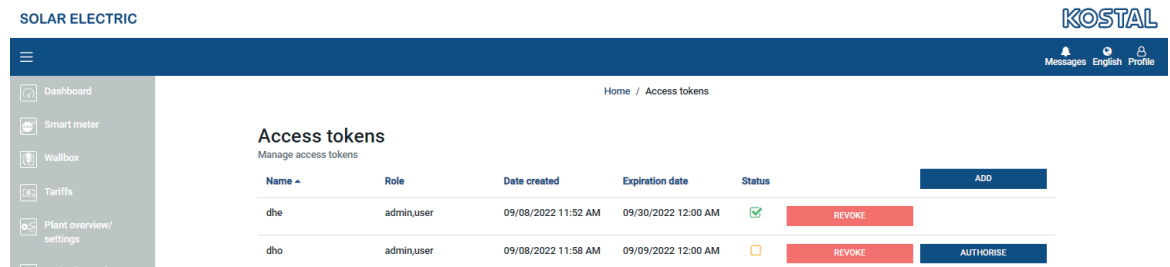 SOLAR ELECTRIC
KOSTAL
Messages English Profile
Dashboard
Smart meter
Wallbox
Tariffs
Plant overview/
settings
Home / Access tokens
Access tokens
Manage access tokens
Name Role Date created Expiration date Status ADD
dhe admin,user 09/08/2022 11:52 AM 09/30/2022 12:00 AM REVOKE
dho admin,user 09/08/2022 11:58 AM 09/09/2022 12:00 AM REVOKE AUTHORISE